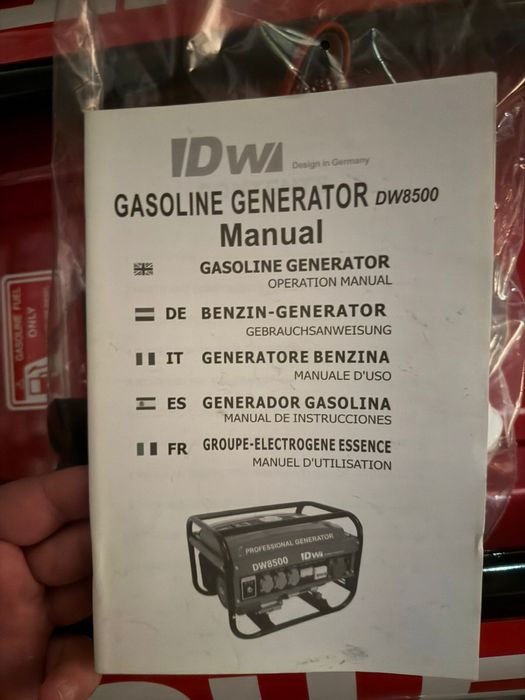 IDW
Design in Germany
GASOLINE GENERATOR DW8500
Manual
GASOLINE GENERATOR
OPERATION MANUAL
DE BENZIN-GENERATOR
GEBRAUCHSANWEISUNG
IT GENERATORE BENZINA
MANUALE D'USO
ES GENERADOR GASOLINA
MANUAL DE INSTRUCCIONES
FR GROUPE-ELECTROGENE ESSENCE
MANUEL D'UTILISATION
PROFESSIONAL GENERATOR
DW8500 IDW
GASOLINE FUEL
ONLY